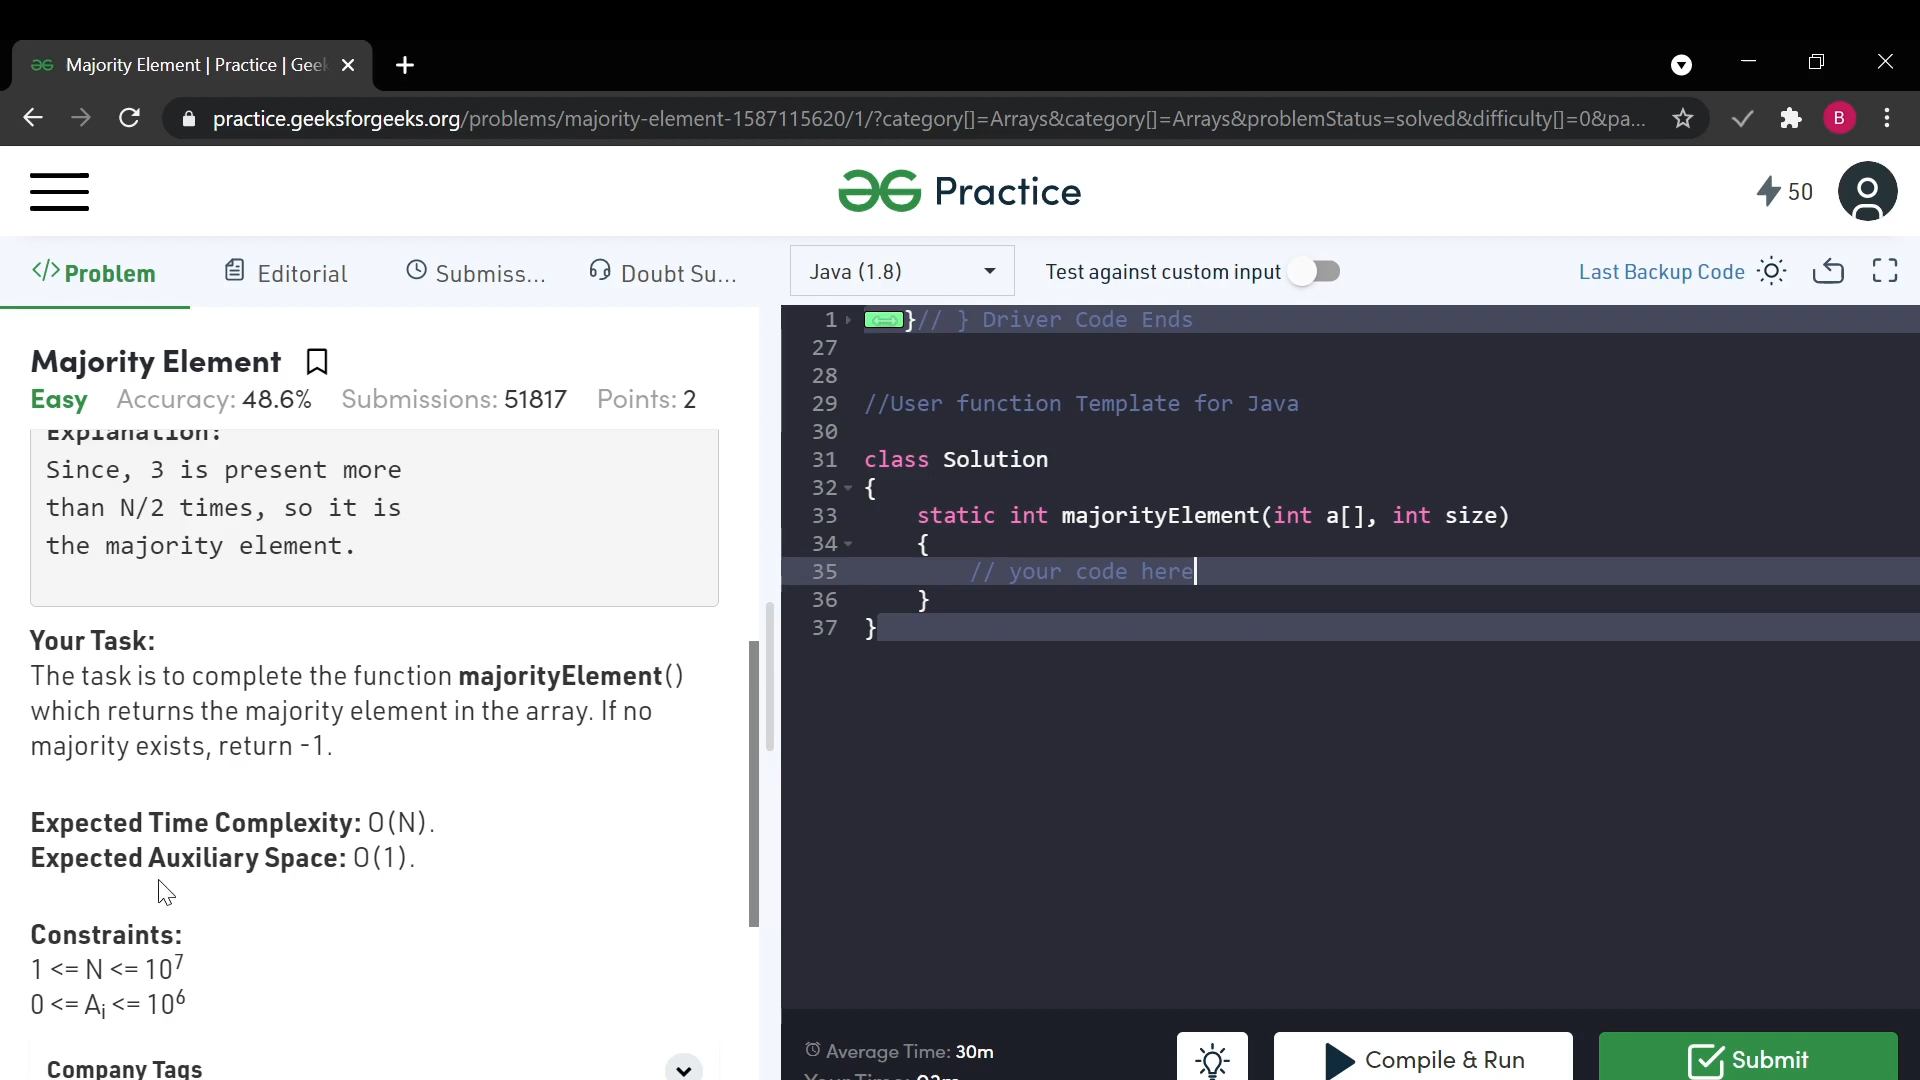 Majority Element | Practice | Geek
practice.geeksforgeeks.org/problems/majority-element-1587115620/1/?category[]=Arrays&category[]=Arrays&problemStatus=solved&difficulty[]=0&pa...
B
Practice
50
</> Problem
Editorial
Submiss...
Doubt Su...
Java (1.8)
Test against custom input
Last Backup Code
Majority Element
Easy Accuracy: 48.6% Submissions: 51817 Points: 2
Explanation:
Since, 3 is present more
than N/2 times, so it is
the majority element.
Your Task:
The task is to complete the function majorityElement()
which returns the majority element in the array. If no
majority exists, return -1.
Expected Time Complexity: O(N).
Expected Auxiliary Space: O(1).
Constraints:
1 <= N <= 10⁷
0 <= Aᵢ <= 10⁶
Company Tags
1 }// } Driver Code Ends
27
28
29 //User function Template for Java
30
31 class Solution
32 {
33 static int majorityElement(int a[], int size)
34 {
35 // your code here
36 }
37 }
Average Time: 30m
Compile & Run
Submit